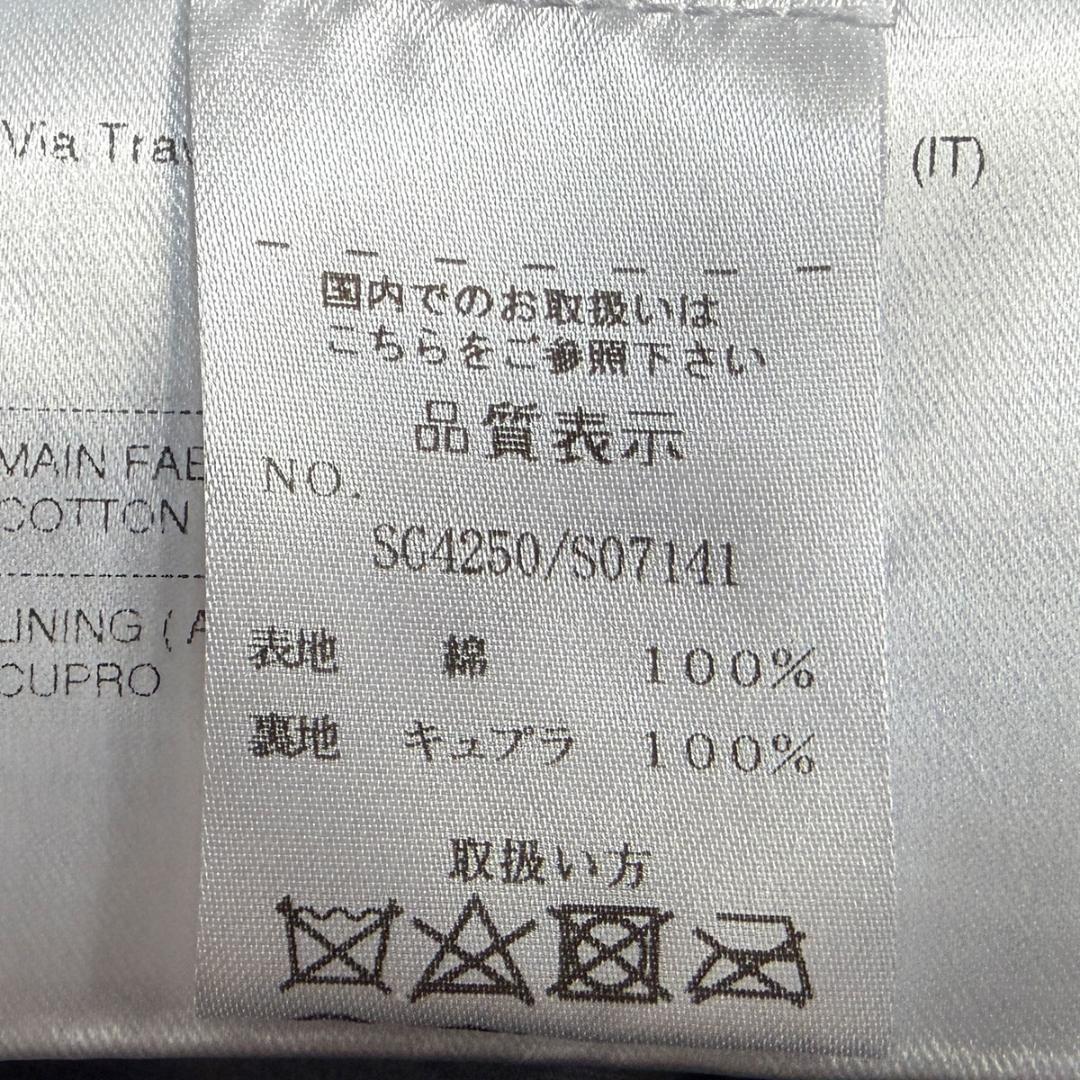 Via Tra
(IT)
国内でのお取扱いは
こちらをご参照下さい
品質表示
NO.
SG4250/S07141
表地 綿 100%
裏地 キュプラ 100%
取扱い方
MAIN FAB
COTTON
LINING ( A
CUPRO